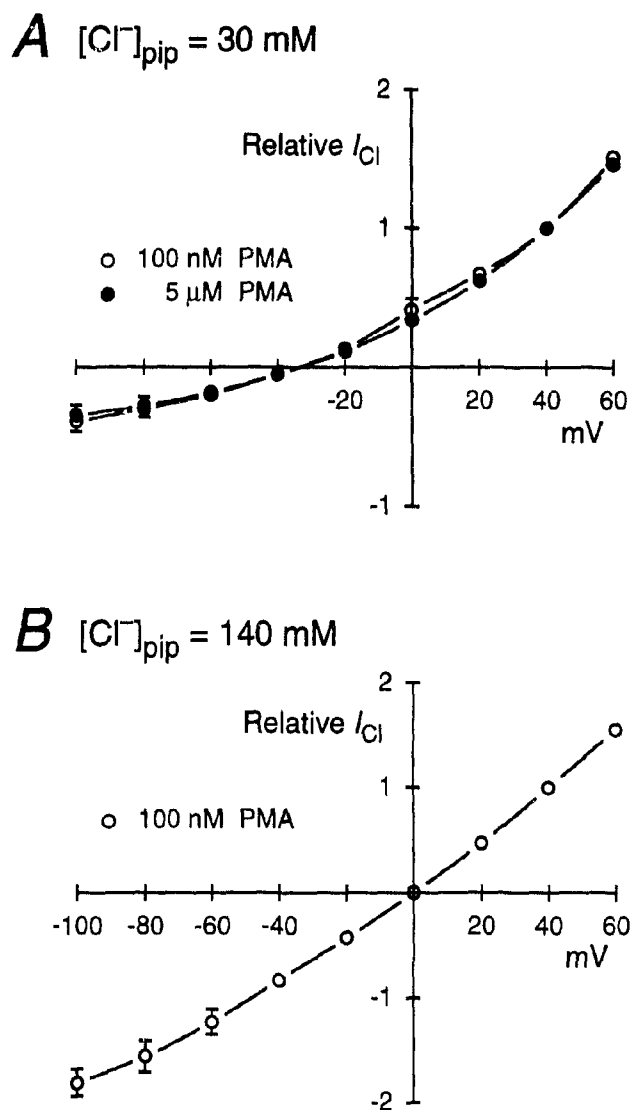 A [Cl⁻]pip = 30 mM
2
Relative ICl
1
○ 100 nM PMA
● 5 μM PMA
-20 0 20 40 60
mV
-1
B [Cl⁻]pip = 140 mM
2
Relative ICl
1
○ 100 nM PMA
-100 -80 -60 -40 0 20 40 60
mV
-1
-2